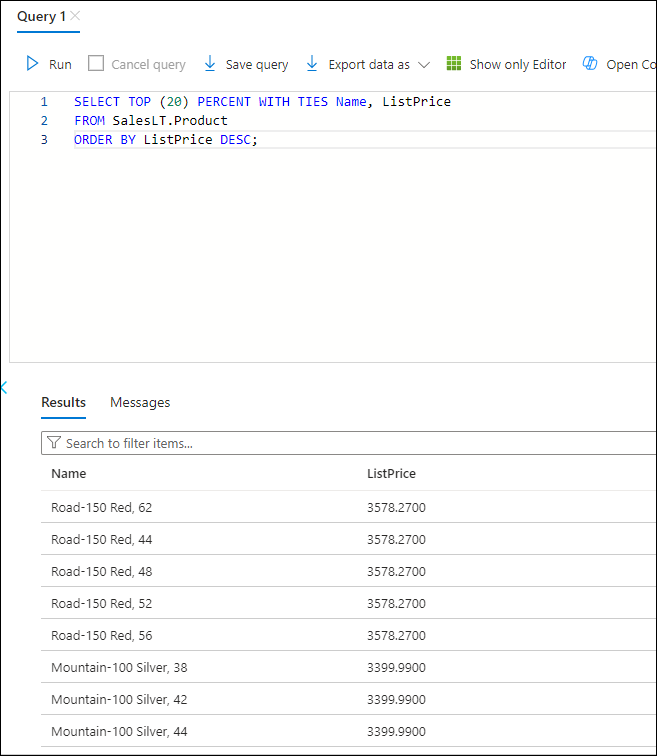 Query 1
Run Cancel query Save query Export data as Show only Editor Open Co
1 SELECT TOP (20) PERCENT WITH TIES Name, ListPrice
2 FROM SalesLT.Product
3 ORDER BY ListPrice DESC;
Results Messages
Search to filter items...
Name ListPrice
Road-150 Red, 62 3578.2700
Road-150 Red, 44 3578.2700
Road-150 Red, 48 3578.2700
Road-150 Red, 52 3578.2700
Road-150 Red, 56 3578.2700
Mountain-100 Silver, 38 3399.9900
Mountain-100 Silver, 42 3399.9900
Mountain-100 Silver, 44 3399.9900